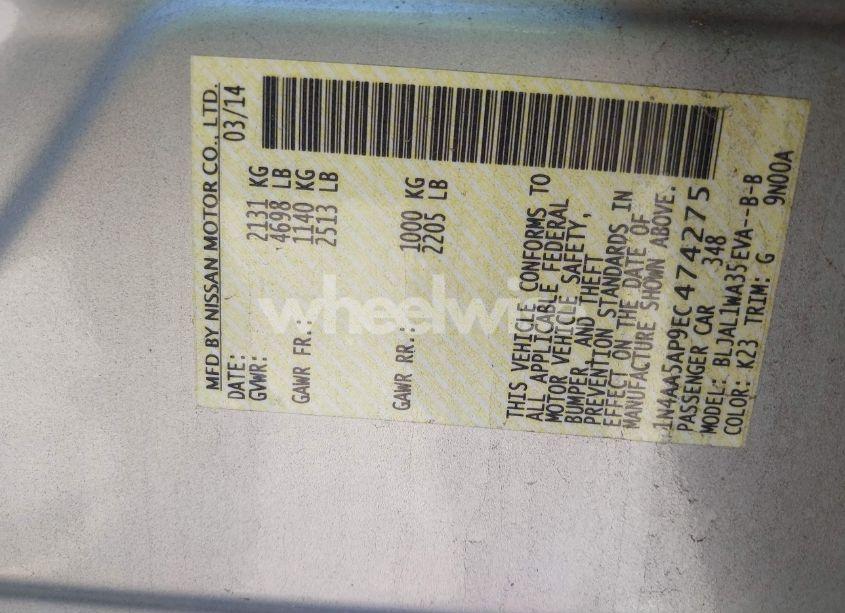 MFD BY NISSAN MOTOR CO., LTD.
DATE: 03/14
GVWR: 2131 KG
4698 LB
GAWR FR.: 1140 KG
2513 LB
GAWR RR.: 1000 KG
2205 LB
THIS VEHICLE CONFORMS TO
ALL APPLICABLE FEDERAL
MOTOR VEHICLE SAFETY,
BUMPER, AND THEFT
PREVENTION STANDARDS IN
EFFECT ON THE DATE OF
MANUFACTURE SHOWN ABOVE.
1N4AA5AP9EC474275
PASSENGER CAR 348
MODEL: BLJAL1WA35EVA--B-B
COLOR: K23 TRIM: G 9N00A